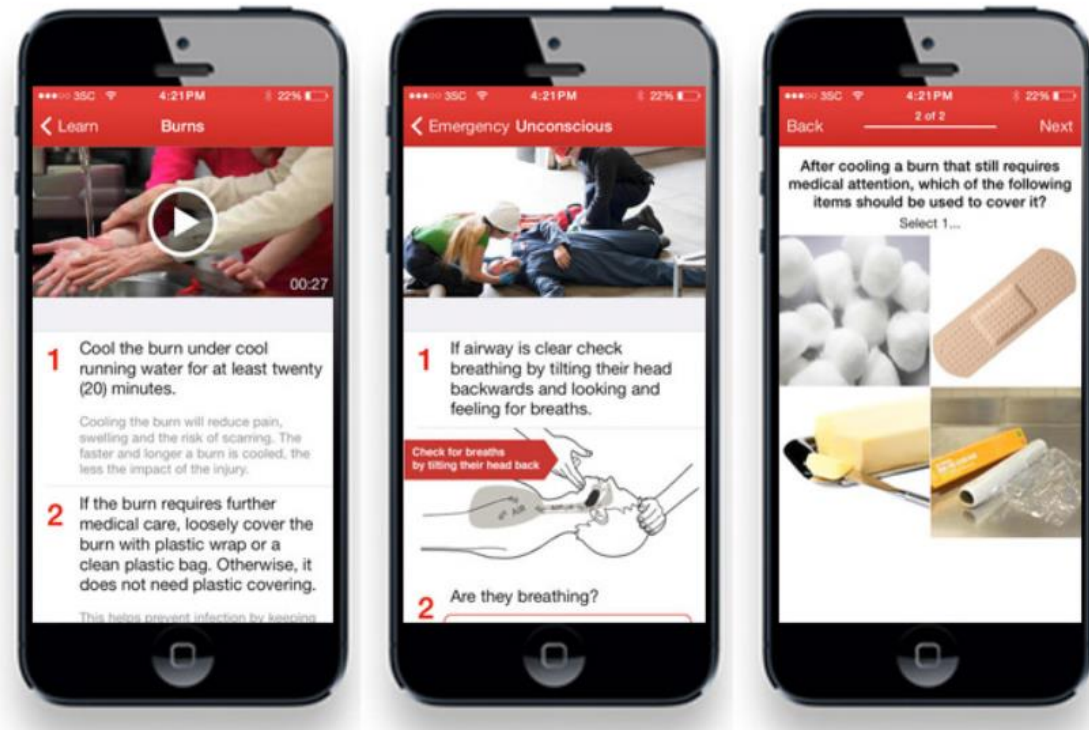 3SC 4:21PM 22%
Learn Burns
00:27
1 Cool the burn under cool
running water for at least twenty
(20) minutes.
Cooling the burn will reduce pain,
swelling and the risk of scarring. The
faster and longer a burn is cooled, the
less the impact of the injury.
2 If the burn requires further
medical care, loosely cover the
burn with plastic wrap or a
clean plastic bag. Otherwise, it
does not need plastic covering.
This helps prevent infection by keeping
3SC 4:21PM 22%
Emergency Unconscious
1 If airway is clear check
breathing by tilting their head
backwards and looking and
feeling for breaths.
Check for breaths
by tilting their head back
AIR
2 Are they breathing?
3SC 4:21PM 22%
Back 2 of 2 Next
After cooling a burn that still requires
medical attention, which of the following
items should be used to cover it?
Select 1...